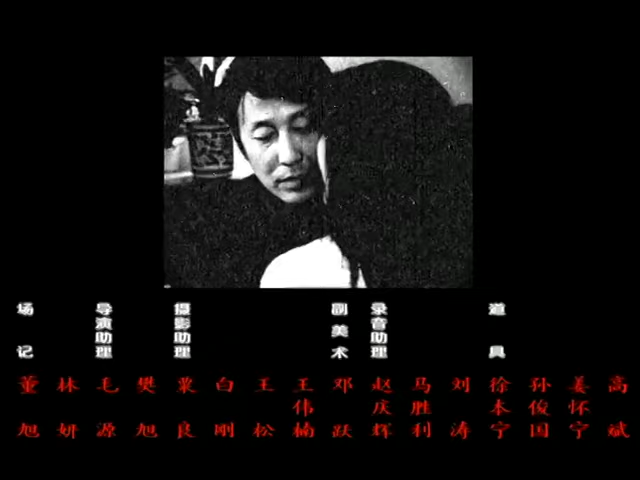 场记
导演助理
摄影助理
副美术
录音助理
道具
董旭
林妍
毛源
樊旭
粟良
白刚
王松
王伟楠
邓跃
赵庆辉
马胜利
刘涛
徐本宁
孙俊国
姜怀宁
高斌